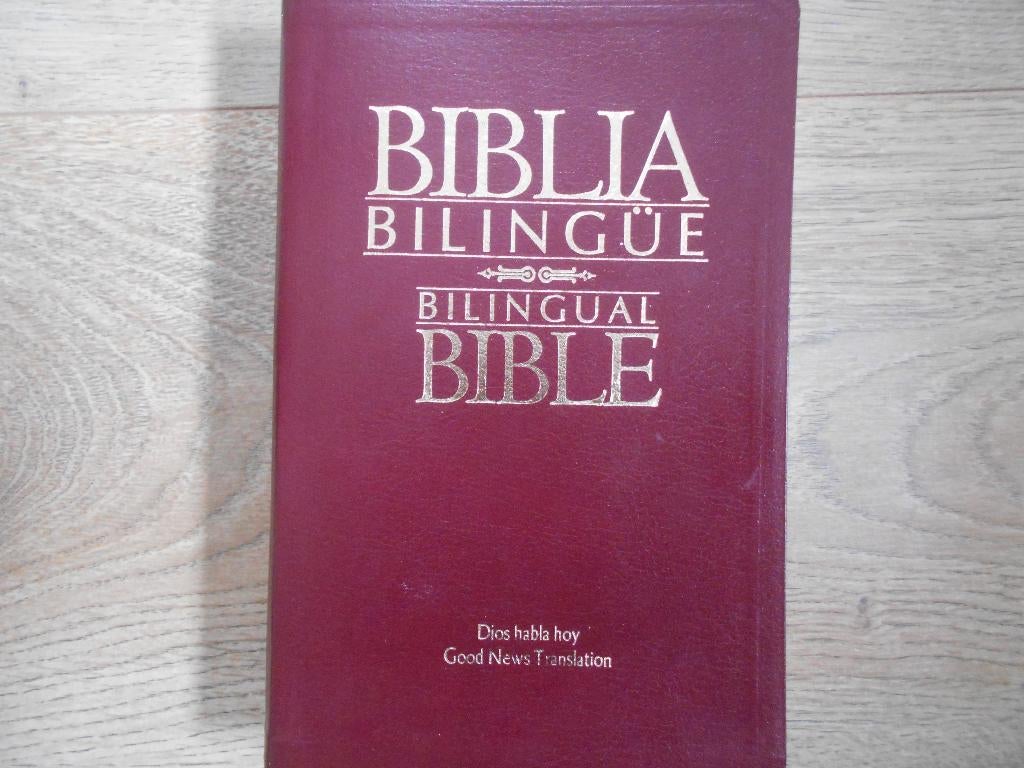 BIBLIA
BILINGÜE
BILINGUAL
BIBLE
Dios habla hoy
Good News Translation